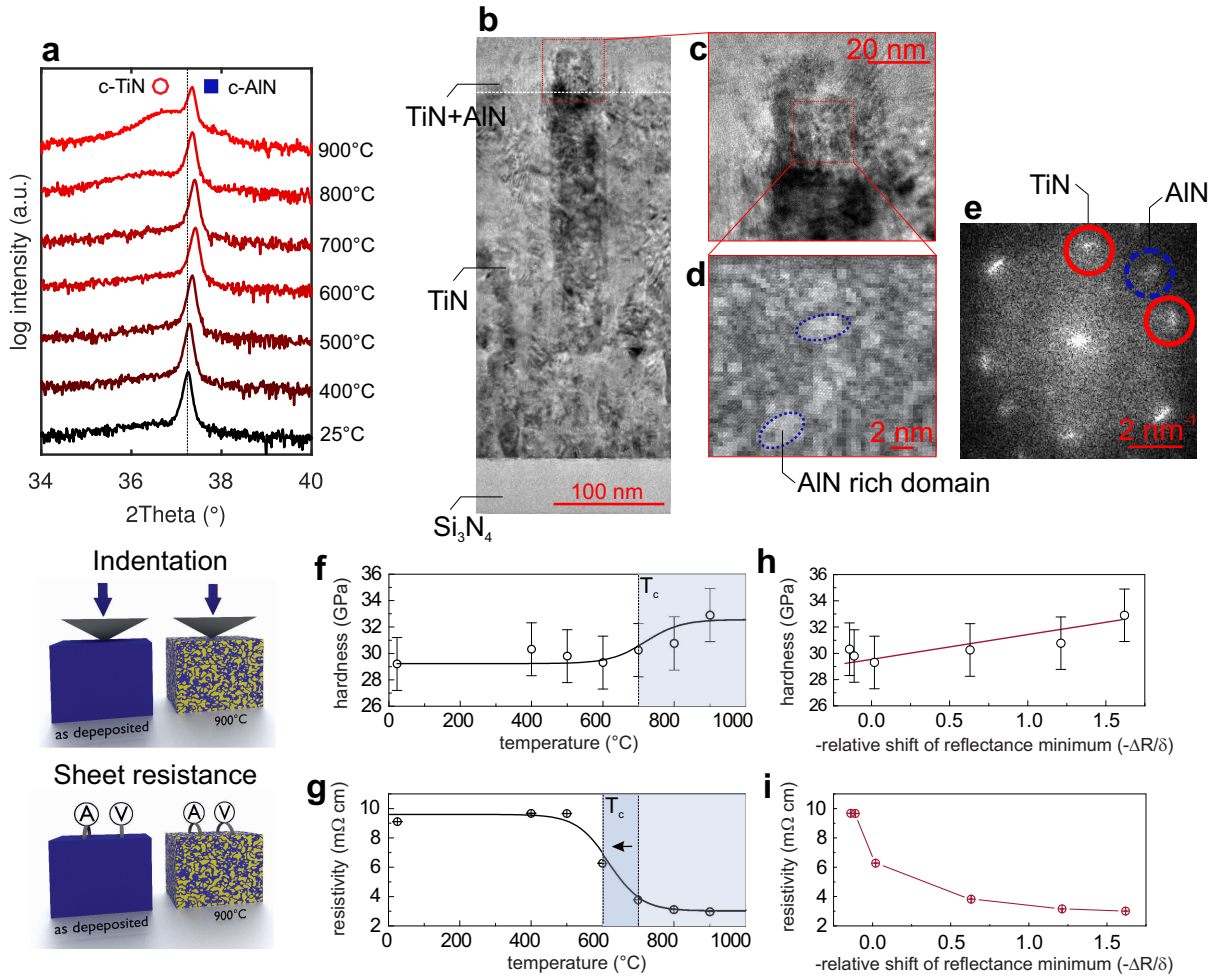 a
c-TiN
c-AlN
900°C
800°C
700°C
600°C
500°C
400°C
25°C
log intensity (a.u.)
34 36 38 40
2Theta (°)
b
TiN+AlN
TiN
Si₃N₄
100 nm
c
20 nm
d
2 nm
AlN rich domain
e
TiN
AlN
2 nm⁻¹
Indentation
as depeposited
900°C
Sheet resistance
A V
A V
as depeposited
900°C
f
hardness (GPa)
36
34
32
30
28
26
T꜀
0 200 400 600 800 1000
temperature (°C)
g
resistivity (mΩ cm)
10
8
6
4
2
T꜀
0 200 400 600 800 1000
temperature (°C)
h
hardness (GPa)
36
34
32
30
28
26
0.0 0.5 1.0 1.5
-relative shift of reflectance minimum (-ΔR/δ)
i
resistivity (mΩ cm)
10
8
6
4
2
0.0 0.5 1.0 1.5
-relative shift of reflectance minimum (-ΔR/δ)